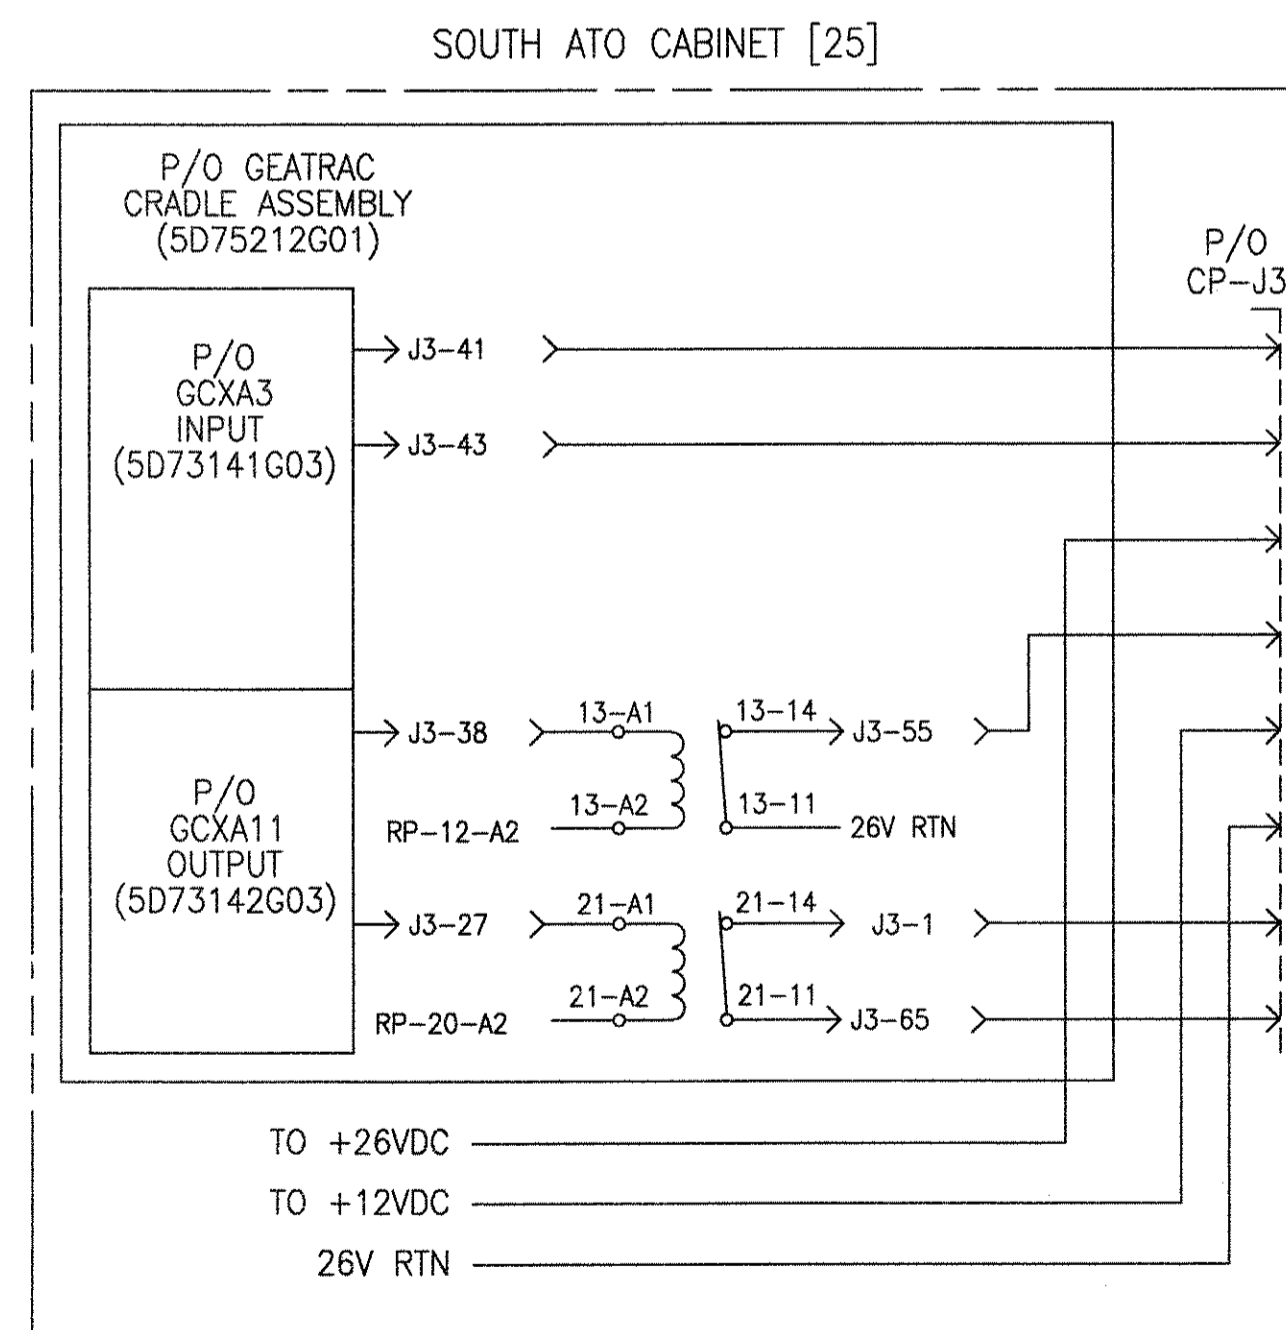 SOUTH ATO CABINET [25]
P/O GEATRAC
CRADLE ASSEMBLY
(5D75212G01)
P/O
CP-J3
P/O
GCXA3
INPUT
(5D73141G03)
J3-41
J3-43
P/O
GCXA11
OUTPUT
(5D73142G03)
J3-38
13-A1
13-14
J3-55
RP-12-A2
13-A2
13-11
26V RTN
J3-27
21-A1
21-14
J3-1
RP-20-A2
21-A2
21-11
J3-65
TO +26VDC
TO +12VDC
26V RTN